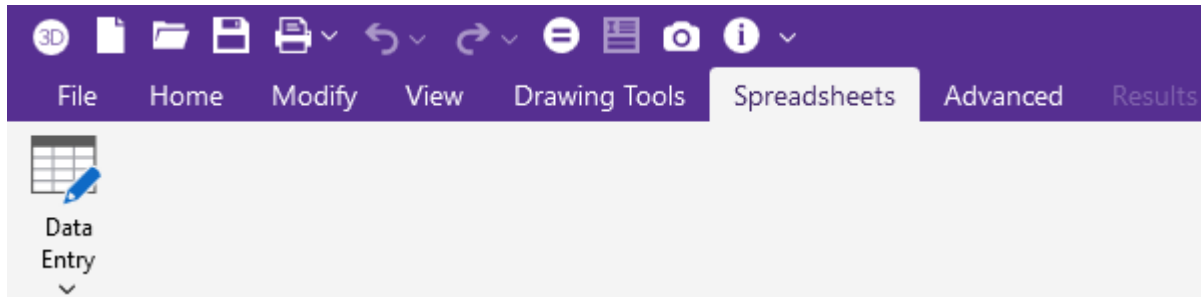 3D
File Home Modify View Drawing Tools Spreadsheets Advanced Results
Data
Entry